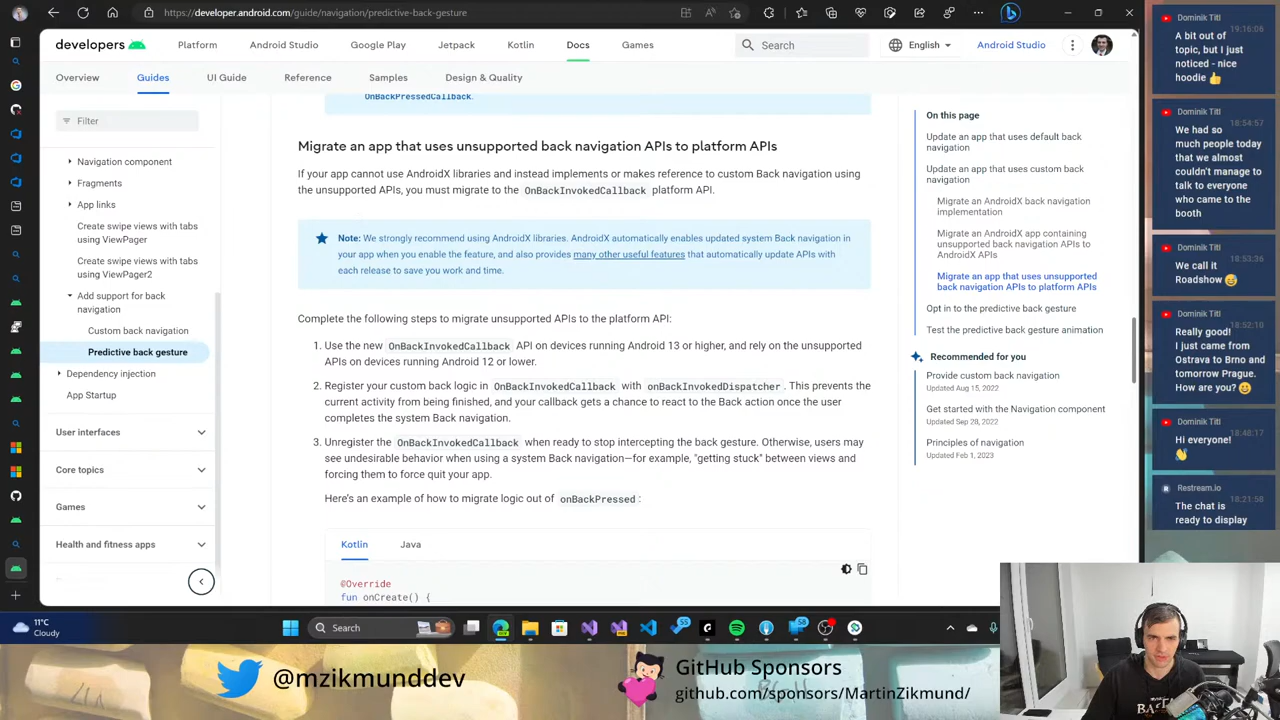 https://developer.android.com/guide/navigation/predictive-back-gesture
developers
Platform
Android Studio
Google Play
Jetpack
Kotlin
Docs
Games
Search
English
Android Studio
Overview
Guides
UI Guide
Reference
Samples
Design & Quality
Filter
Navigation component
Fragments
App links
Create swipe views with tabs
using ViewPager
Create swipe views with tabs
using ViewPager2
Add support for back
navigation
Custom back navigation
Predictive back gesture
Dependency injection
App Startup
User interfaces
Core topics
Games
Health and fitness apps
OnBackPressedCallback.
Migrate an app that uses unsupported back navigation APIs to platform APIs
If your app cannot use AndroidX libraries and instead implements or makes reference to custom Back navigation using
the unsupported APIs, you must migrate to the OnBackInvokedCallback platform API.
Note: We strongly recommend using AndroidX libraries. AndroidX automatically enables updated system Back navigation in
your app when you enable the feature, and also provides many other useful features that automatically update APIs with
each release to save you work and time.
Complete the following steps to migrate unsupported APIs to the platform API:
1. Use the new OnBackInvokedCallback API on devices running Android 13 or higher, and rely on the unsupported
APIs on devices running Android 12 or lower.
2. Register your custom back logic in OnBackInvokedCallback with onBackInvokedDispatcher. This prevents the
current activity from being finished, and your callback gets a chance to react to the Back action once the user
completes the system Back navigation.
3. Unregister the OnBackInvokedCallback when ready to stop intercepting the back gesture. Otherwise, users may
see undesirable behavior when using a system Back navigation—for example, "getting stuck" between views and
forcing them to force quit your app.
Here's an example of how to migrate logic out of onBackPressed:
Kotlin
Java
@Override
fun onCreate() {
On this page
Update an app that uses default back
navigation
Update an app that uses custom back
navigation
Migrate an AndroidX back navigation
implementation
Migrate an AndroidX app containing
unsupported back navigation APIs to
AndroidX APIs
Migrate an app that uses unsupported
back navigation APIs to platform APIs
Opt in to the predictive back gesture
Test the predictive back gesture animation
Recommended for you
Provide custom back navigation
Updated Aug 15, 2022
Get started with the Navigation component
Updated Sep 28, 2022
Principles of navigation
Updated Feb 1, 2023
Dominik Titl
19:16:06
A bit out of
topic, but I just
noticed - nice
hoodie 👍
Dominik Titl
18:54:57
We had so
much people today
that we almost
couldn't manage to
talk to everyone
who came to the
booth
Dominik Titl
18:53:36
We call it
Roadshow 😅
Dominik Titl
18:52:10
Really good!
I just came from
Ostrava to Brno and
tomorrow Prague.
How are you? 😊
Dominik Titl
18:48:17
Hi everyone!
👋
Restream.io
18:21:58
The chat is
ready to display
11°C
Cloudy
Search
55
58
@mzikmunddev
GitHub Sponsors
github.com/sponsors/MartinZikmund/